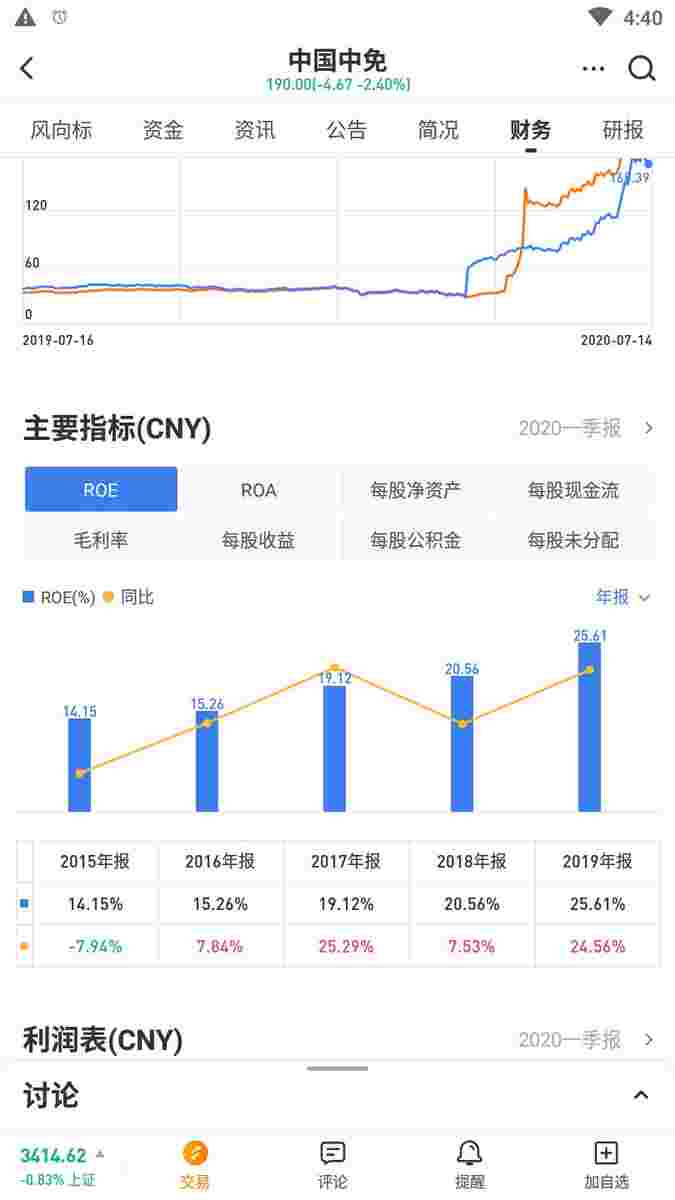 4:40
中国中免
190.00(-4.67 -2.40%)
风向标 资金 资讯 公告 简况 财务 研报
120
60
0
2019-07-16 2020-07-14
主要指标(CNY) 2020一季报
ROE ROA 每股净资产 每股现金流
毛利率 每股收益 每股公积金 每股未分配
ROE(%) 同比 年报
14.15 15.26 19.12 20.56 25.61
2015年报 2016年报 2017年报 2018年报 2019年报
14.15% 15.26% 19.12% 20.56% 25.61%
-7.94% 7.84% 25.29% 7.53% 24.56%
利润表(CNY) 2020一季报
讨论
3414.62
-0.83% 上证
交易 评论 提醒 加自选